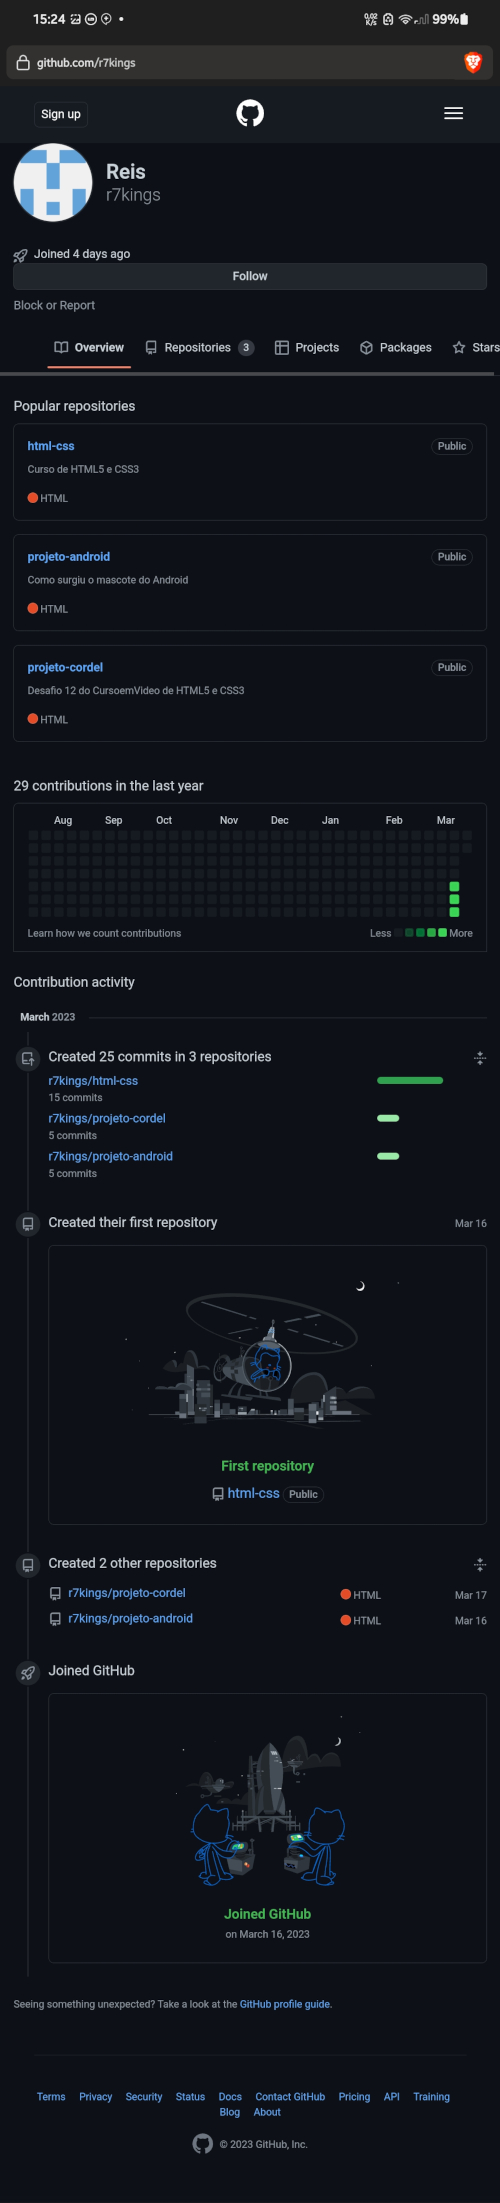 15:24
0.02 K/s
99%
github.com/r7kings
Sign up
Reis
r7kings
Joined 4 days ago
Follow
Block or Report
Overview Repositories 3 Projects Packages Stars
Popular repositories
html-css Public
Curso de HTML5 e CSS3
HTML
projeto-android Public
Como surgiu o mascote do Android
HTML
projeto-cordel Public
Desafio 12 do CursoemVideo de HTML5 e CSS3
HTML
29 contributions in the last year
Aug Sep Oct Nov Dec Jan Feb Mar
Learn how we count contributions Less More
Contribution activity
March 2023
Created 25 commits in 3 repositories
r7kings/html-css
15 commits
r7kings/projeto-cordel
5 commits
r7kings/projeto-android
5 commits
Created their first repository Mar 16
First repository
html-css Public
Created 2 other repositories
r7kings/projeto-cordel HTML Mar 17
r7kings/projeto-android HTML Mar 16
Joined GitHub
Joined GitHub
on March 16, 2023
Seeing something unexpected? Take a look at the GitHub profile guide.
Terms Privacy Security Status Docs Contact GitHub Pricing API Training
Blog About
© 2023 GitHub, Inc.